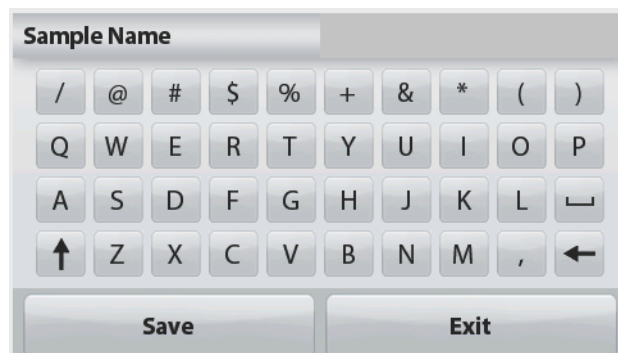 Sample Name
/ @ # $ % + & * ( )
Q W E R T Y U I O P
A S D F G H J K L
Z X C V B N M ,
Save Exit